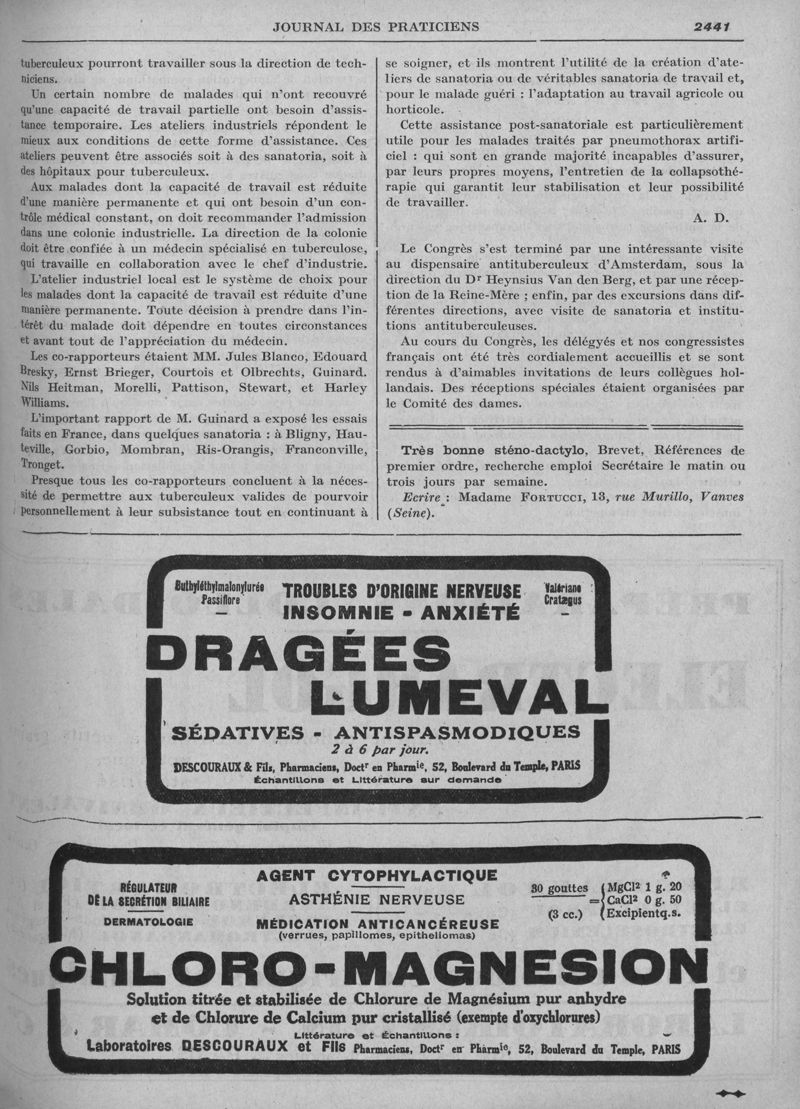 JOURNAL DES PRATICIENS 2441
tuberculeux pourront travailler sous la direction de tech-
niciens.
Un certain nombre de malades qui n'ont recouvré
qu'une capacité de travail partielle ont besoin d'assis-
tance temporaire. Les ateliers industriels répondent le
mieux aux conditions de cette forme d'assistance. Ces
ateliers peuvent être associés soit à des sanatoria, soit à
des hôpitaux pour tuberculeux.
Aux malades dont la capacité de travail est réduite
d'une manière permanente et qui ont besoin d'un con-
trôle médical constant, on doit recommander l'admission
dans une colonie industrielle. La direction de la colonie
doit être confiée à un médecin spécialisé en tuberculose,
qui travaille en collaboration avec le chef d'industrie.
L'atelier industriel local est le système de choix pour
les malades dont la capacité de travail est réduite d'une
manière permanente. Toute décision à prendre dans l'in-
térêt du malade doit dépendre en toutes circonstances
et avant tout de l'appréciation du médecin.
Les co-rapporteurs étaient MM. Jules Blanco, Edouard
Bresky, Ernst Brieger, Courtois et Olbrechts, Guinard.
Nils Heitman, Morelli, Pattison, Stewart, et Harley
Williams.
L'important rapport de M. Guinard a exposé les essais
faits en France, dans quelques sanatoria : à Bligny, Hau-
teville, Gorbio, Mombran, Ris-Orangis, Franconville,
Tronget.
Presque tous les co-rapporteurs concluent à la néces-
sité de permettre aux tuberculeux valides de pourvoir
personnellement à leur subsistance tout en continuant à
se soigner, et ils montrent l'utilité de la création d'ate-
liers de sanatoria ou de véritables sanatoria de travail et,
pour le malade guéri : l'adaptation au travail agricole ou
horticole.
Cette assistance post-sanatoriale est particulièrement
utile pour les malades traités par pneumothorax artifi-
ciel : qui sont en grande majorité incapables d'assurer,
par leurs propres moyens, l'entretien de la collapsothé-
rapie qui garantit leur stabilisation et leur possibilité
de travailler.
A. D.
Le Congrès s'est terminé par une intéressante visite
au dispensaire antituberculeux d'Amsterdam, sous la
direction du Dr Heynsius Van den Berg, et par une récep-
tion de la Reine-Mère ; enfin, par des excursions dans dif-
férentes directions, avec visite de sanatoria et institu-
tions antituberculeuses.
Au cours du Congrès, les délégyés et nos congressistes
français ont été très cordialement accueillis et se sont
rendus à d'aimables invitations de leurs collègues hol-
landais. Des réceptions spéciales étaient organisées par
le Comité des dames.
Très bonne sténo-dactylo, Brevet, Références de
premier ordre, recherche emploi Secrétaire le matin ou
trois jours par semaine.
Ecrire : Madame FORTUCCI, 13, rue Murillo, Vanves
(Seine).
Buthyléthylmalonylurée
Passiflore
TROUBLES D'ORIGINE NERVEUSE
INSOMNIE - ANXIÉTÉ
Valériane
Cratægus
DRAGÉES
LUMEVAL
SÉDATIVES - ANTISPASMODIQUES
2 à 6 par jour.
DESCOURAUX & Fils, Pharmaciens, Doctr en Pharmie, 52, Boulevard du Temple, PARIS
Échantillons et Littérature sur demande
RÉGULATEUR
DE LA SECRÉTION BILIAIRE
DERMATOLOGIE
AGENT CYTOPHYLACTIQUE
ASTHÉNIE NERVEUSE
MÉDICATION ANTICANCÉREUSE
(verrues, papillomes, epitheliomas)
30 gouttes
(3 cc.)
= MgCl² 1 g. 20
CaCl² 0 g. 50
Excipient q.s.
CHLORO-MAGNESION
Solution titrée et stabilisée de Chlorure de Magnésium pur anhydre
et de Chlorure de Calcium pur cristallisé (exempte d'oxychlorures)
Littérature et Échantillons :
Laboratoires DESCOURAUX et Fils Pharmaciens, Doctr en Pharmie, 52, Boulevard du Temple, PARIS